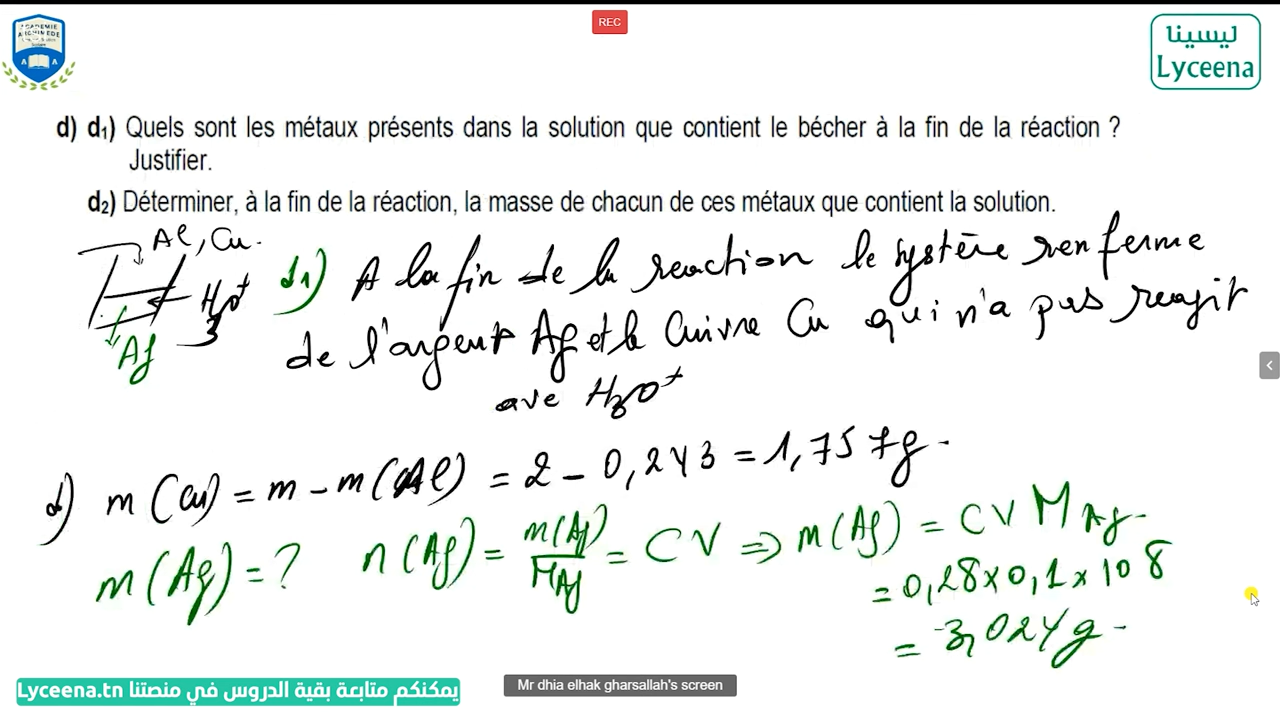 REC
ACADEMIE
ARCHIMEDE
ليسينا
Lyceena
d) d₁) Quels sont les métaux présents dans la solution que contient le bécher à la fin de la réaction ?
Justifier.
d₂) Déterminer, à la fin de la réaction, la masse de chacun de ces métaux que contient la solution.
Al, Cu.
H₃O⁺
Ag
d1) A la fin de la reaction le système renferme
de l'argent Ag et le Cuivre Cu qui n'a pas reagit
ave H₃O⁺
d) m(Cu) = m - m(Al) = 2 - 0,243 = 1,757g.
m(Ag) = ? n(Ag) = m(Ag)/M_Ag = CV => m(Ag) = CV M_Ag.
= 0,28 x 0,1 x 108
= 3,024g.
يمكنكم متابعة بقية الدروس في منصتنا Lyceena.tn
Mr dhia elhak gharsallah's screen